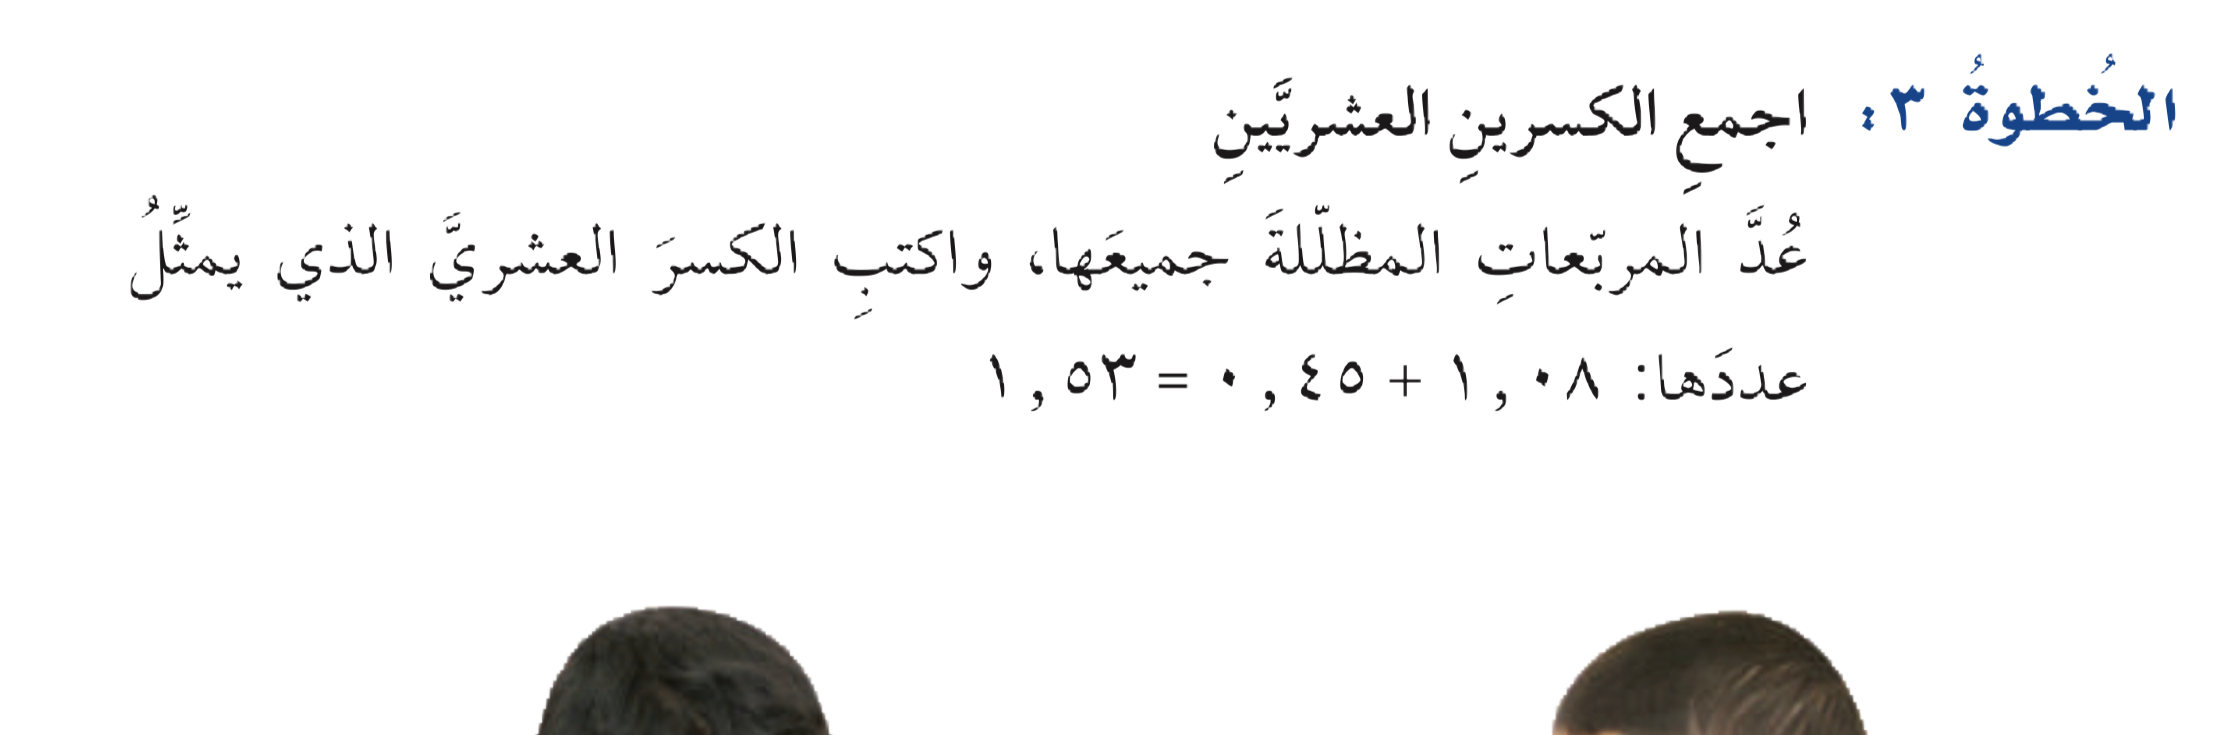 الخُطوةُ ٣: اجمعِ الكسرينِ العشريَّينِ
عُدَّ المربّعاتِ المظلّلةَ جميعَها، واكتبِ الكسرَ العشريَّ الذي يمثِّلُ
عددَها: ١,٠٨ + ٠,٤٥ = ١,٥٣